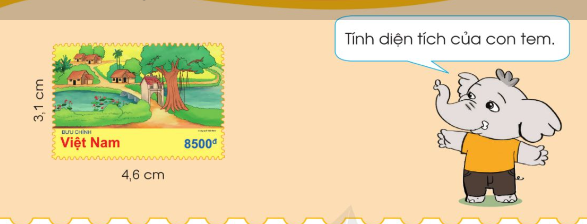 Tính diện tích của con tem.
3,1 cm
BƯU CHÍNH
Việt Nam
8500đ
4,6 cm